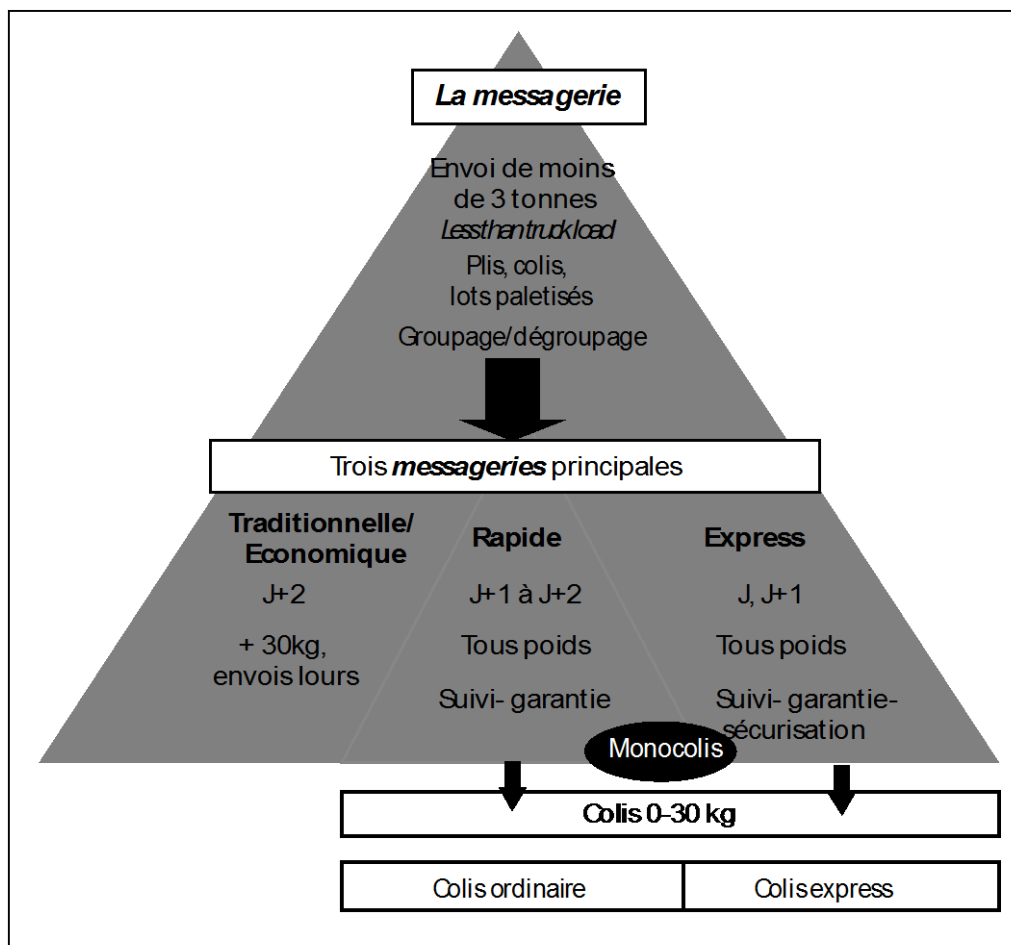 La messagerie
Envoi de moins
de 3 tonnes
Lessthantruckload
Plis, colis,
lots paletisés
Groupage/dégroupage
Trois messageries principales
Traditionnelle/
Economique
J+2
+ 30kg,
envois lours
Rapide
J+1 à J+2
Tous poids
Suivi- garantie
Express
J, J+1
Tous poids
Suivi- garantie-
sécurisation
Monocolis
Colis 0-30 kg
Colis ordinaire
Colis express